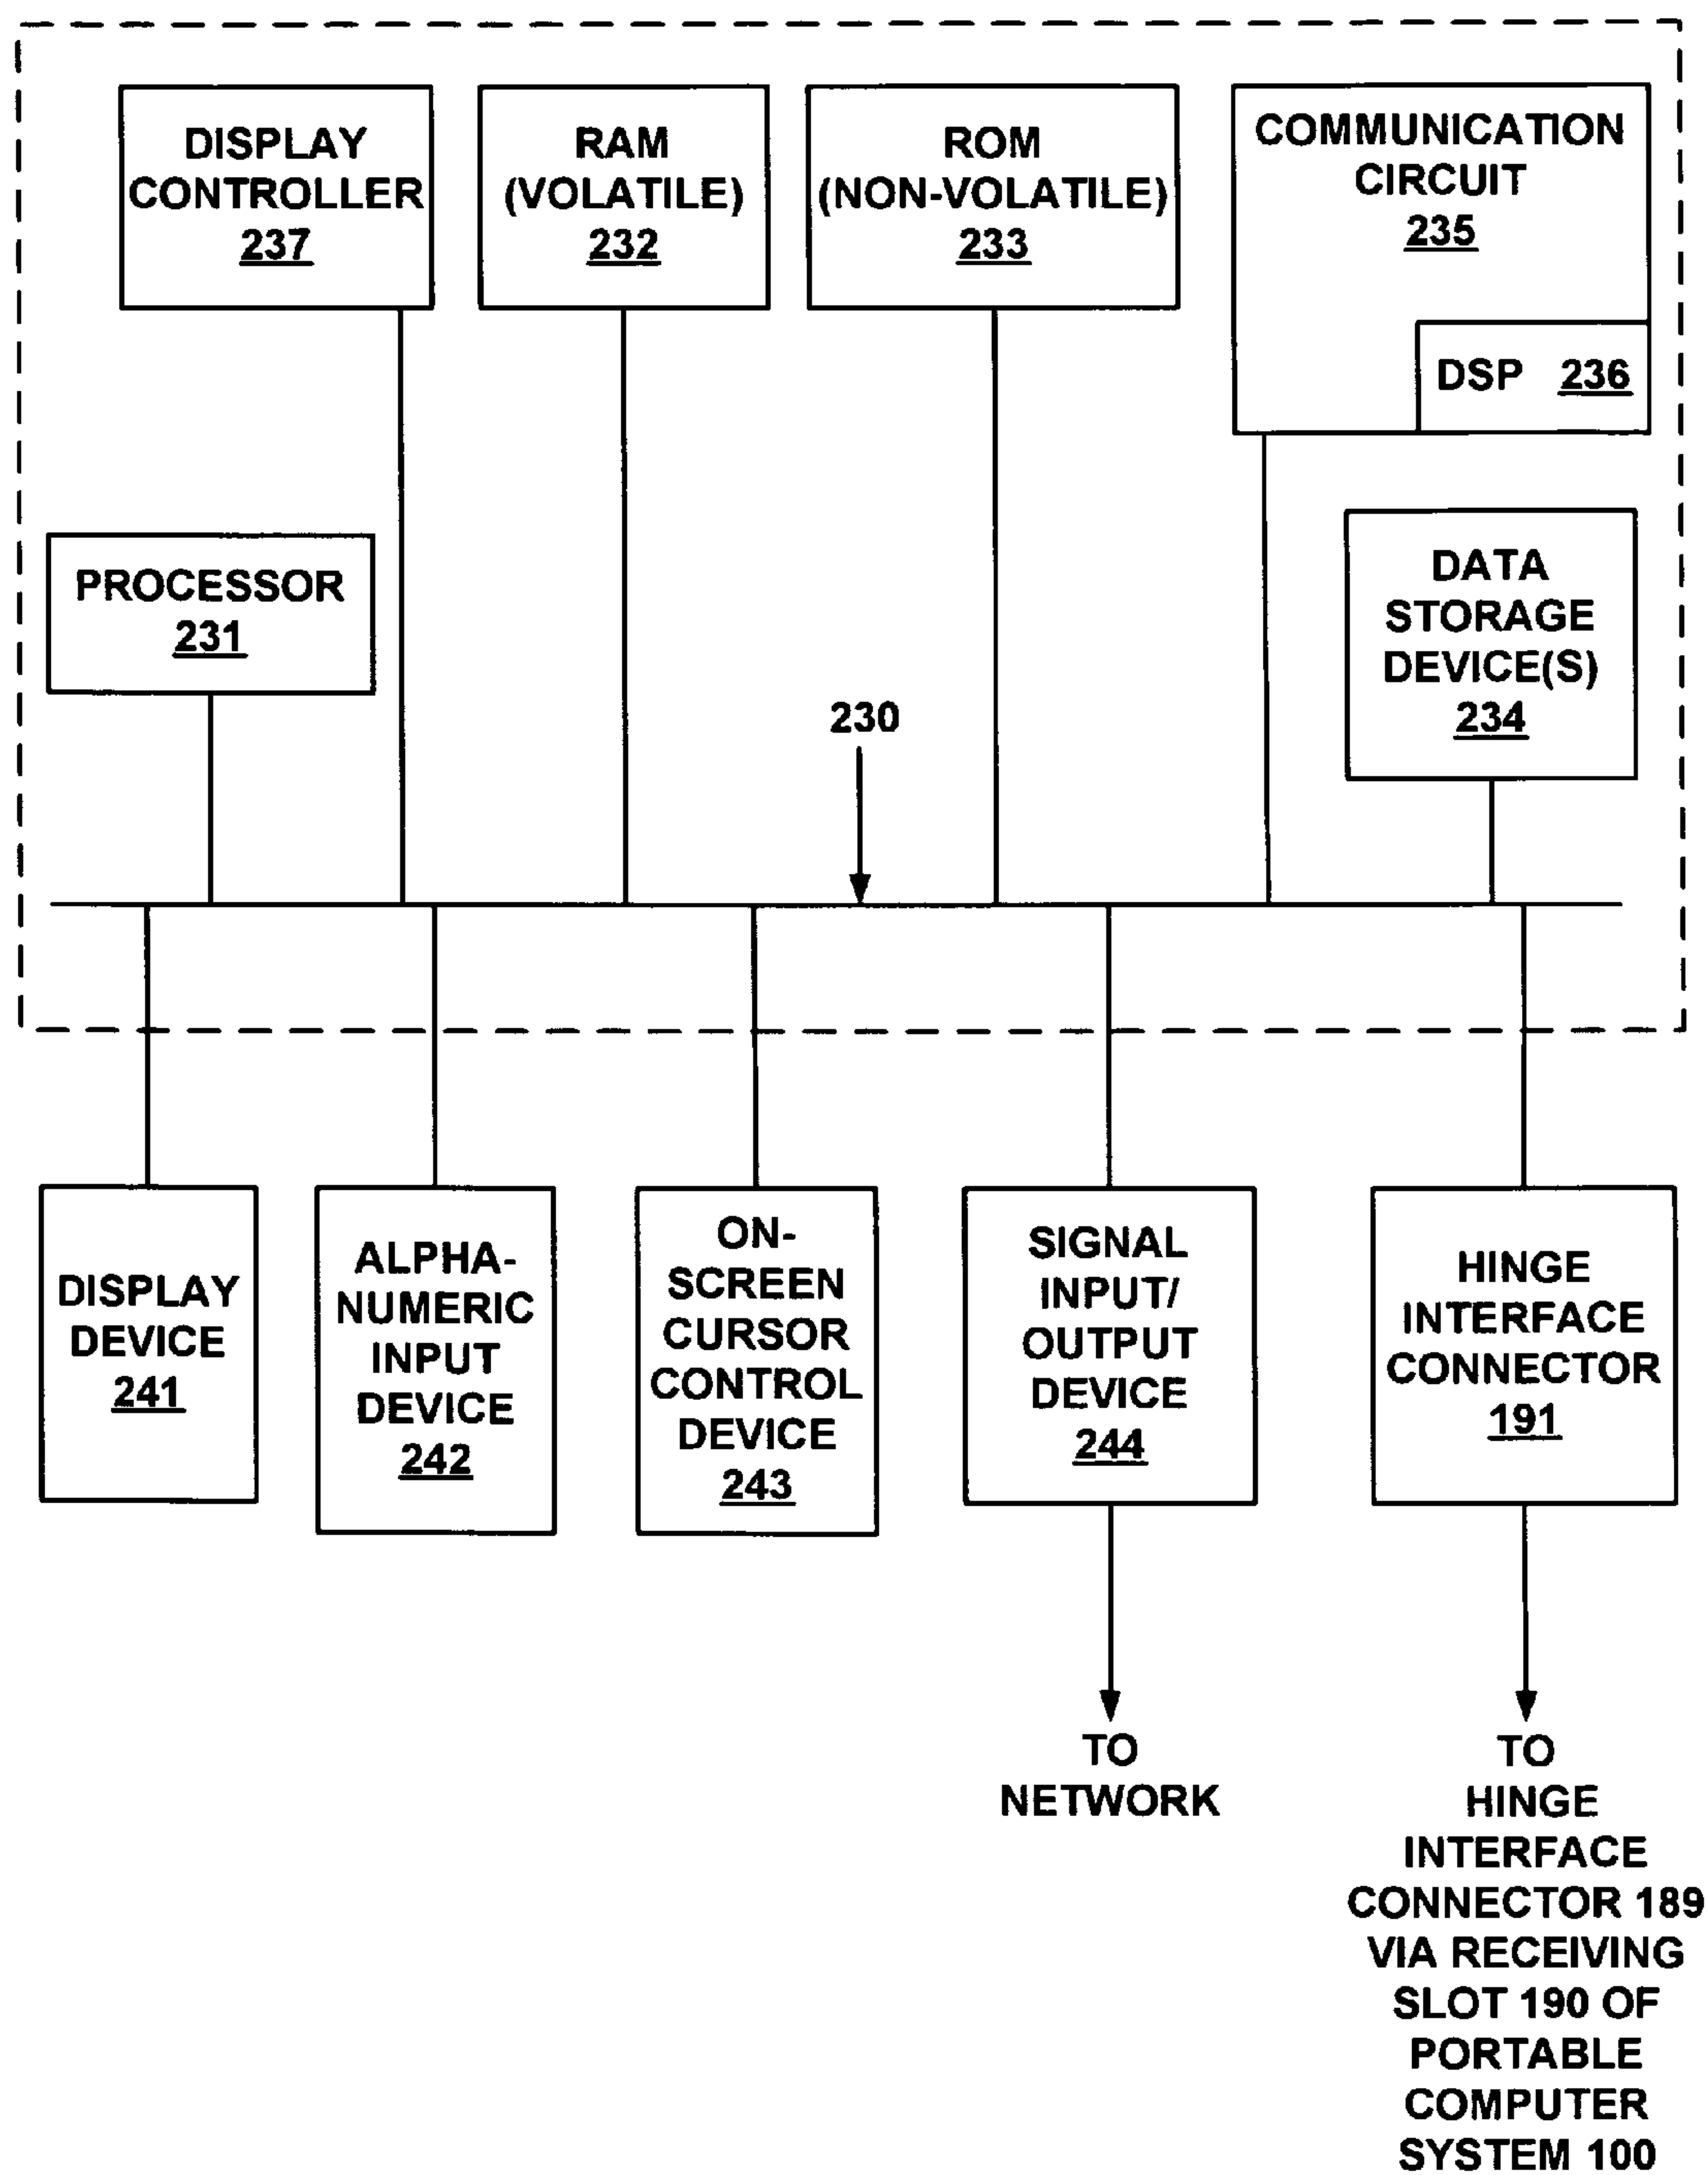 DISPLAY
CONTROLLER
237
RAM
(VOLATILE)
232
ROM
(NON-VOLATILE)
233
COMMUNICATION
CIRCUIT
235
DSP 236
PROCESSOR
231
DATA
STORAGE
DEVICE(S)
234
230
DISPLAY
DEVICE
241
ALPHA-
NUMERIC
INPUT
DEVICE
242
ON-
SCREEN
CURSOR
CONTROL
DEVICE
243
SIGNAL
INPUT/
OUTPUT
DEVICE
244
HINGE
INTERFACE
CONNECTOR
191
TO
NETWORK
TO
HINGE
INTERFACE
CONNECTOR 189
VIA RECEIVING
SLOT 190 OF
PORTABLE
COMPUTER
SYSTEM 100